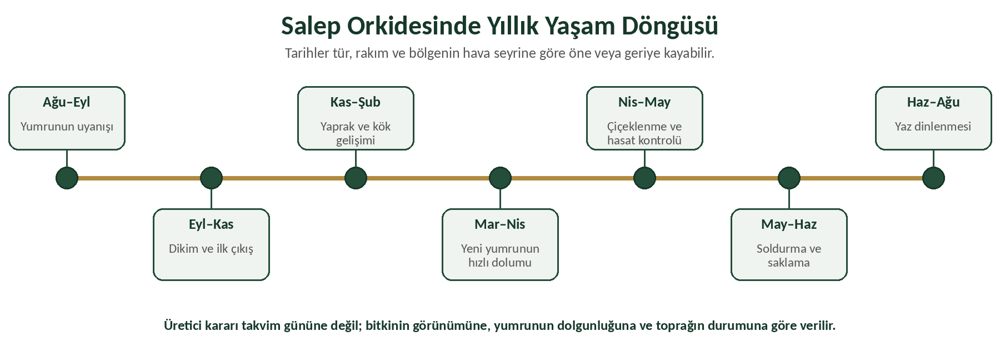 Salep Orkidesinde Yıllık Yaşam Döngüsü
Tarihler tür, rakım ve bölgenin hava seyrine göre öne veya geriye kayabilir.
Ağu–Eyl
Yumrunun uyanışı
Eyl–Kas
Dikim ve ilk çıkış
Kas–Şub
Yaprak ve kök
gelişimi
Mar–Nis
Yeni yumrunun
hızlı dolumu
Nis–May
Çiçeklenme ve
hasat kontrolü
May–Haz
Soldurma ve
saklama
Haz–Ağu
Yaz dinlenmesi
Üretici kararı takvim gününe değil; bitkinin görünümüne, yumrunun dolgunluğuna ve toprağın durumuna göre verilir.